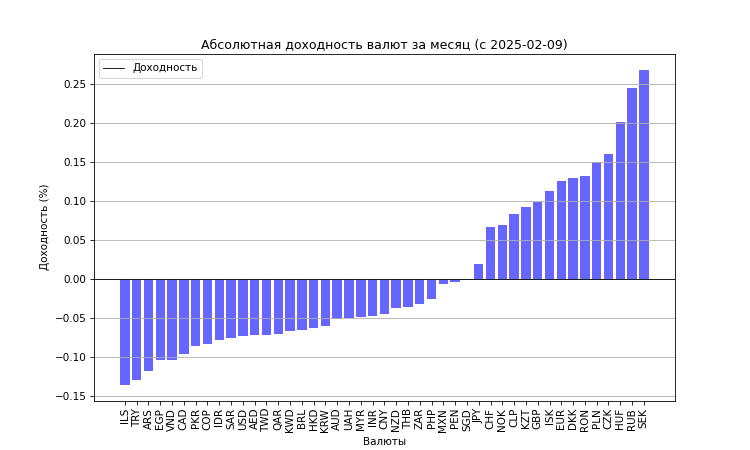 Абсолютная доходность валют за месяц (с 2025-02-09)
Доходность
Доходность (%)
0.25
0.20
0.15
0.10
0.05
0.00
−0.05
−0.10
−0.15
ILS TRY ARS EGP VND CAD PKR COP IDR SAR USD AED TWD QAR KWD BRL HKD KRW AUD UAH MYR INR CNY NZD THB ZAR PHP MXN PEN SGD JPY CHF NOK CLP KZT GBP ISK EUR DKK RON PLN CZK HUF RUB SEK
Валюты